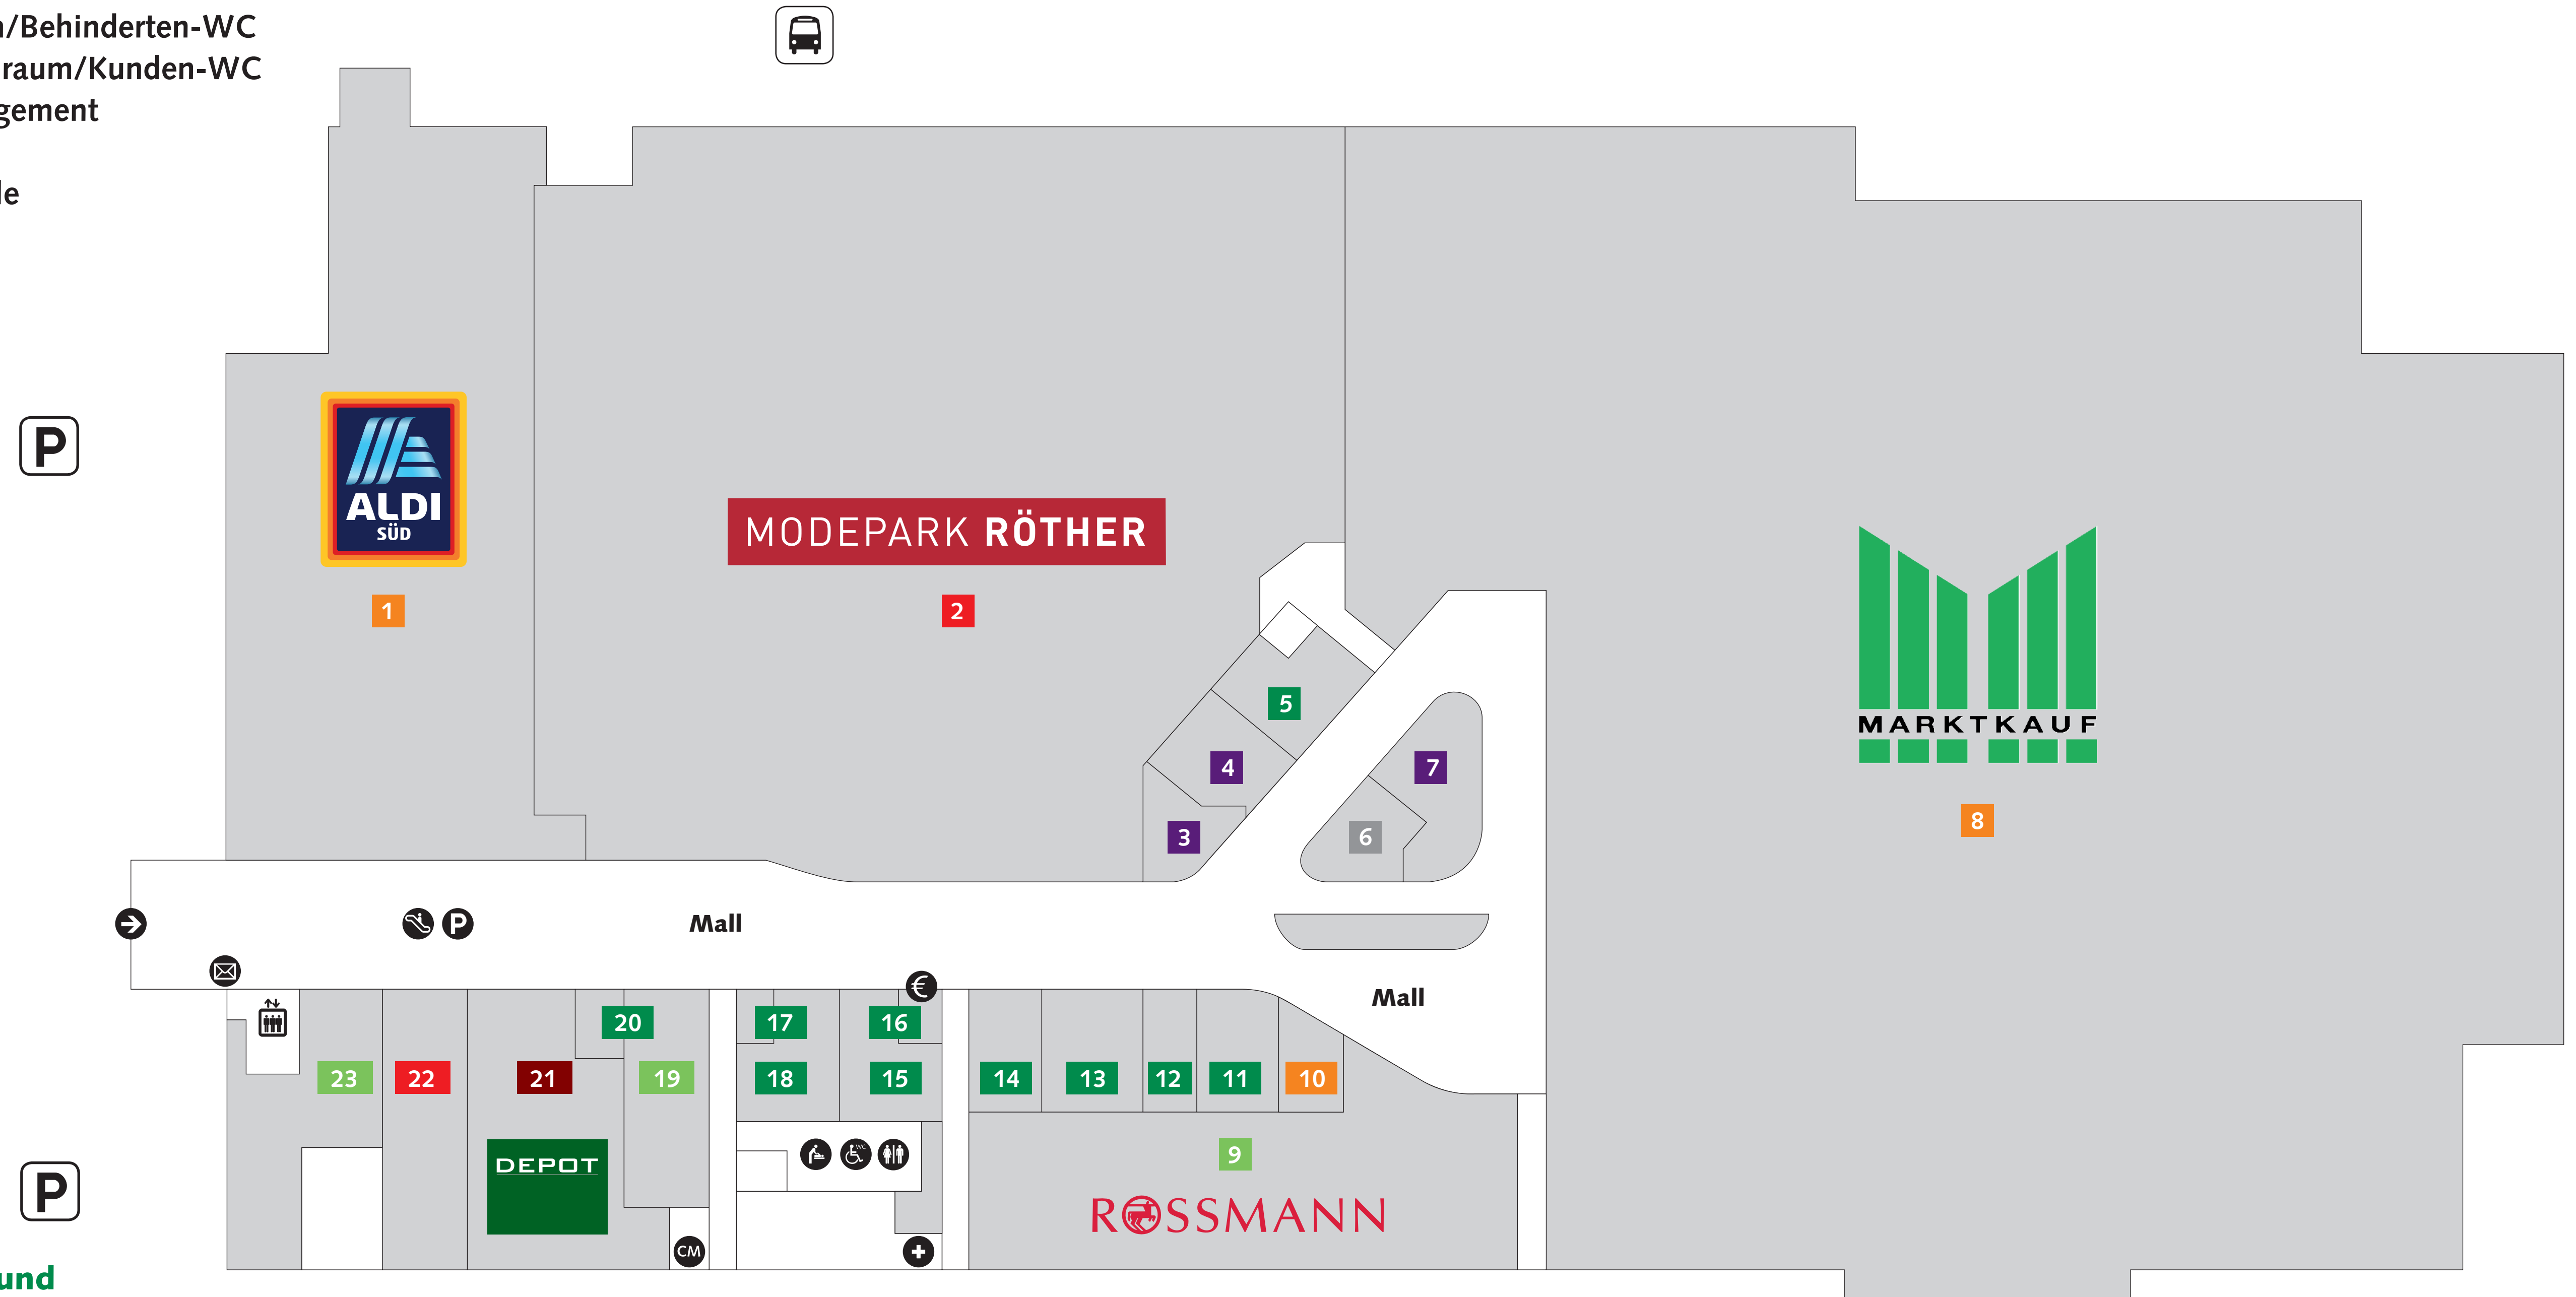 n/Behinderten-WC
raum/Kunden-WC
gement
le
P
ALDI
SÜD
MODEPARK RÖTHER
1
2
5
4
7
3
6
MARKTKAUF
8
P
Mall
€
Mall
20
17
16
23
22
21
19
18
15
14
13
12
11
10
WC
DEPOT
9
ROSSMANN
P
CM
und